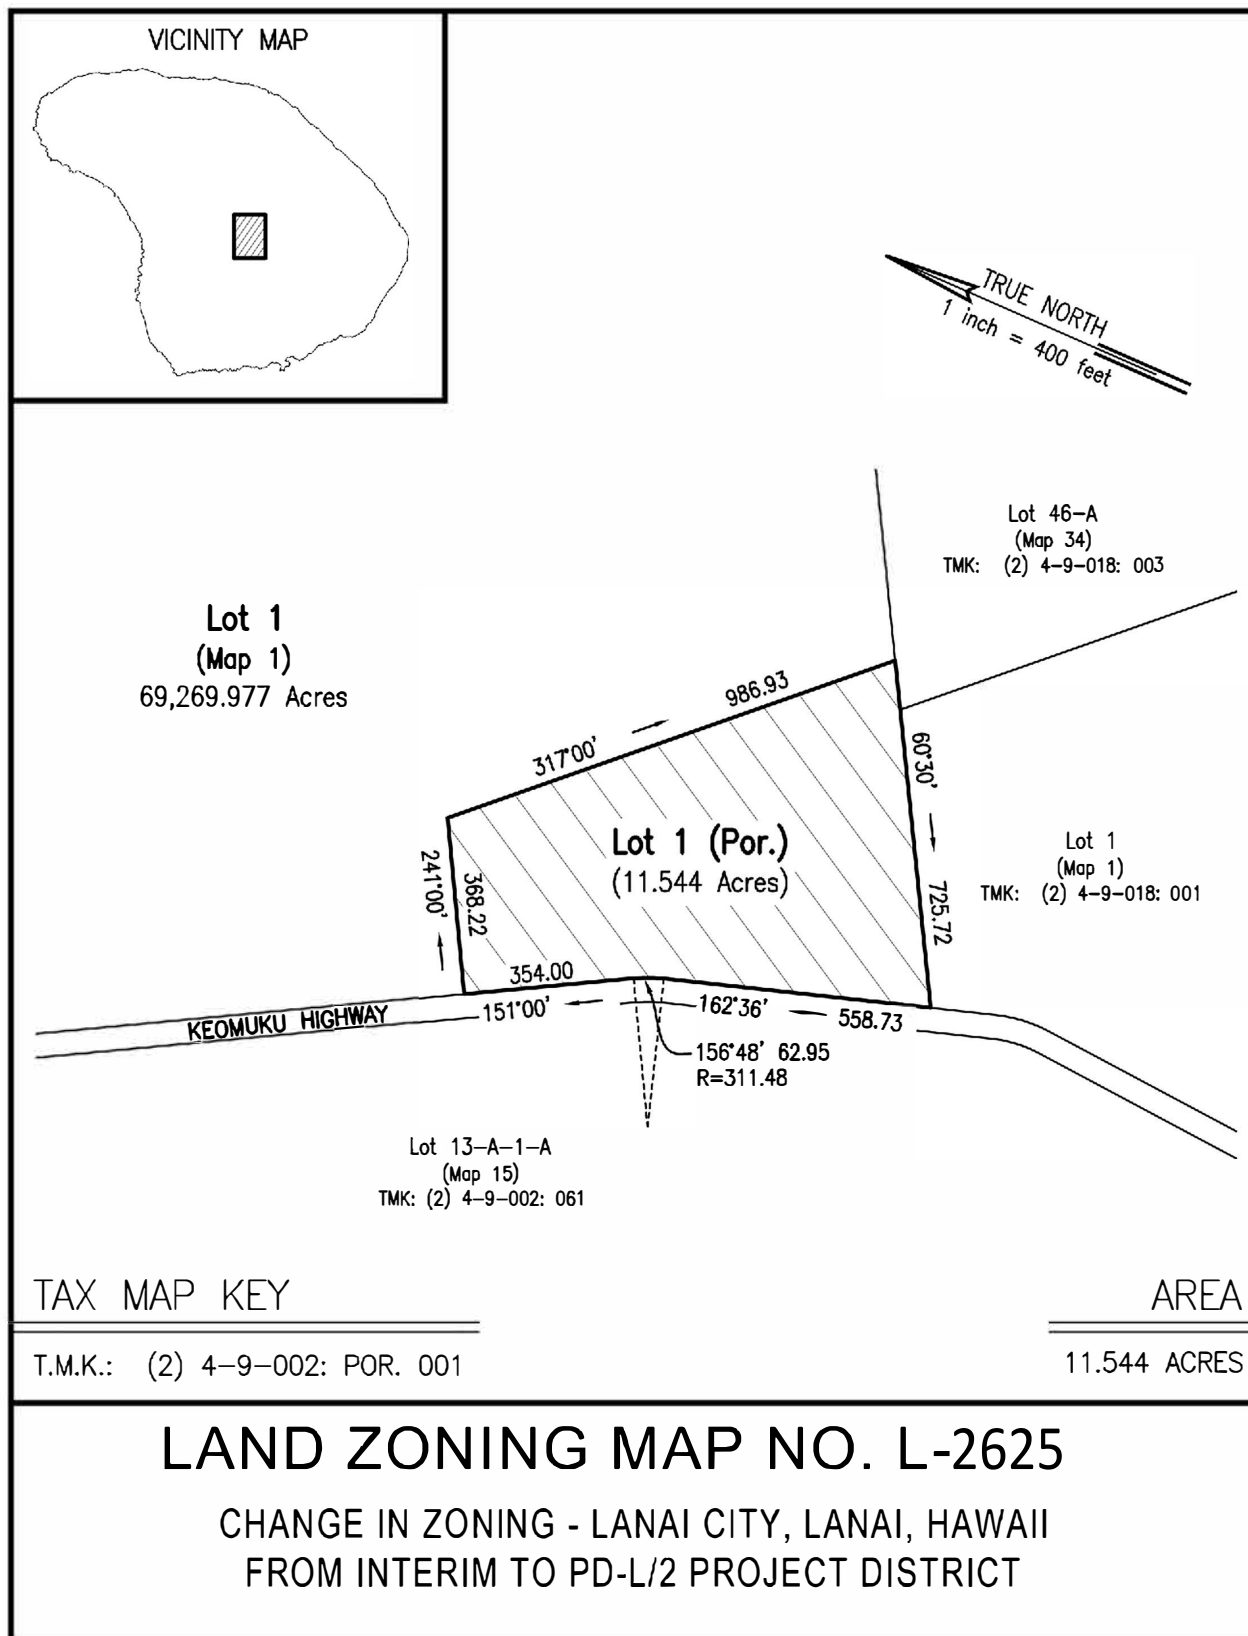 VICINITY MAP
TRUE NORTH
1 inch = 400 feet
Lot 46-A
(Map 34)
TMK: (2) 4-9-018: 003
Lot 1
(Map 1)
69,269.977 Acres
986.93
317°00'
60°30'
Lot 1 (Por.)
(11.544 Acres)
Lot 1
(Map 1)
TMK: (2) 4-9-018: 001
241°00'
368.22
725.72
354.00
KEOMUKU HIGHWAY
151°00'
162°36'
558.73
156°48' 62.95
R=311.48
Lot 13-A-1-A
(Map 15)
TMK: (2) 4-9-002: 061
TAX MAP KEY
AREA
T.M.K.: (2) 4-9-002: POR. 001
11.544 ACRES
LAND ZONING MAP NO. L-2625
CHANGE IN ZONING - LANAI CITY, LANAI, HAWAII
FROM INTERIM TO PD-L/2 PROJECT DISTRICT